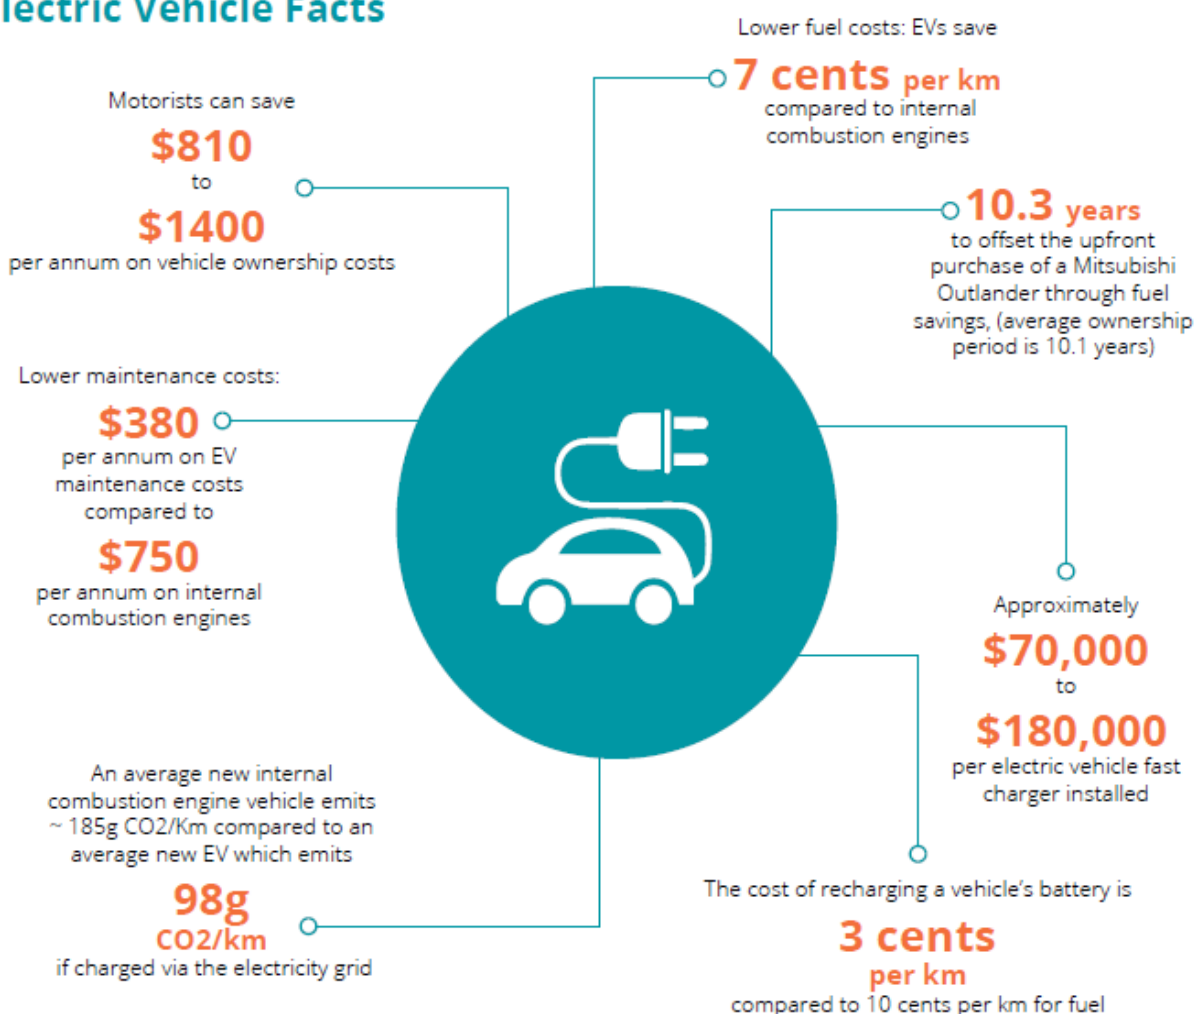 lectric Vehicle Facts
Motorists can save
$810
to
$1400
per annum on vehicle ownership costs
Lower fuel costs: EVs save
7 cents per km
compared to internal
combustion engines
10.3 years
to offset the upfront
purchase of a Mitsubishi
Outlander through fuel
savings, (average ownership
period is 10.1 years)
Lower maintenance costs:
$380
per annum on EV
maintenance costs
compared to
$750
per annum on internal
combustion engines
Approximately
$70,000
to
$180,000
per electric vehicle fast
charger installed
An average new internal
combustion engine vehicle emits
~ 185g CO2/Km compared to an
average new EV which emits
98g
CO2/km
if charged via the electricity grid
The cost of recharging a vehicle's battery is
3 cents
per km
compared to 10 cents per km for fuel